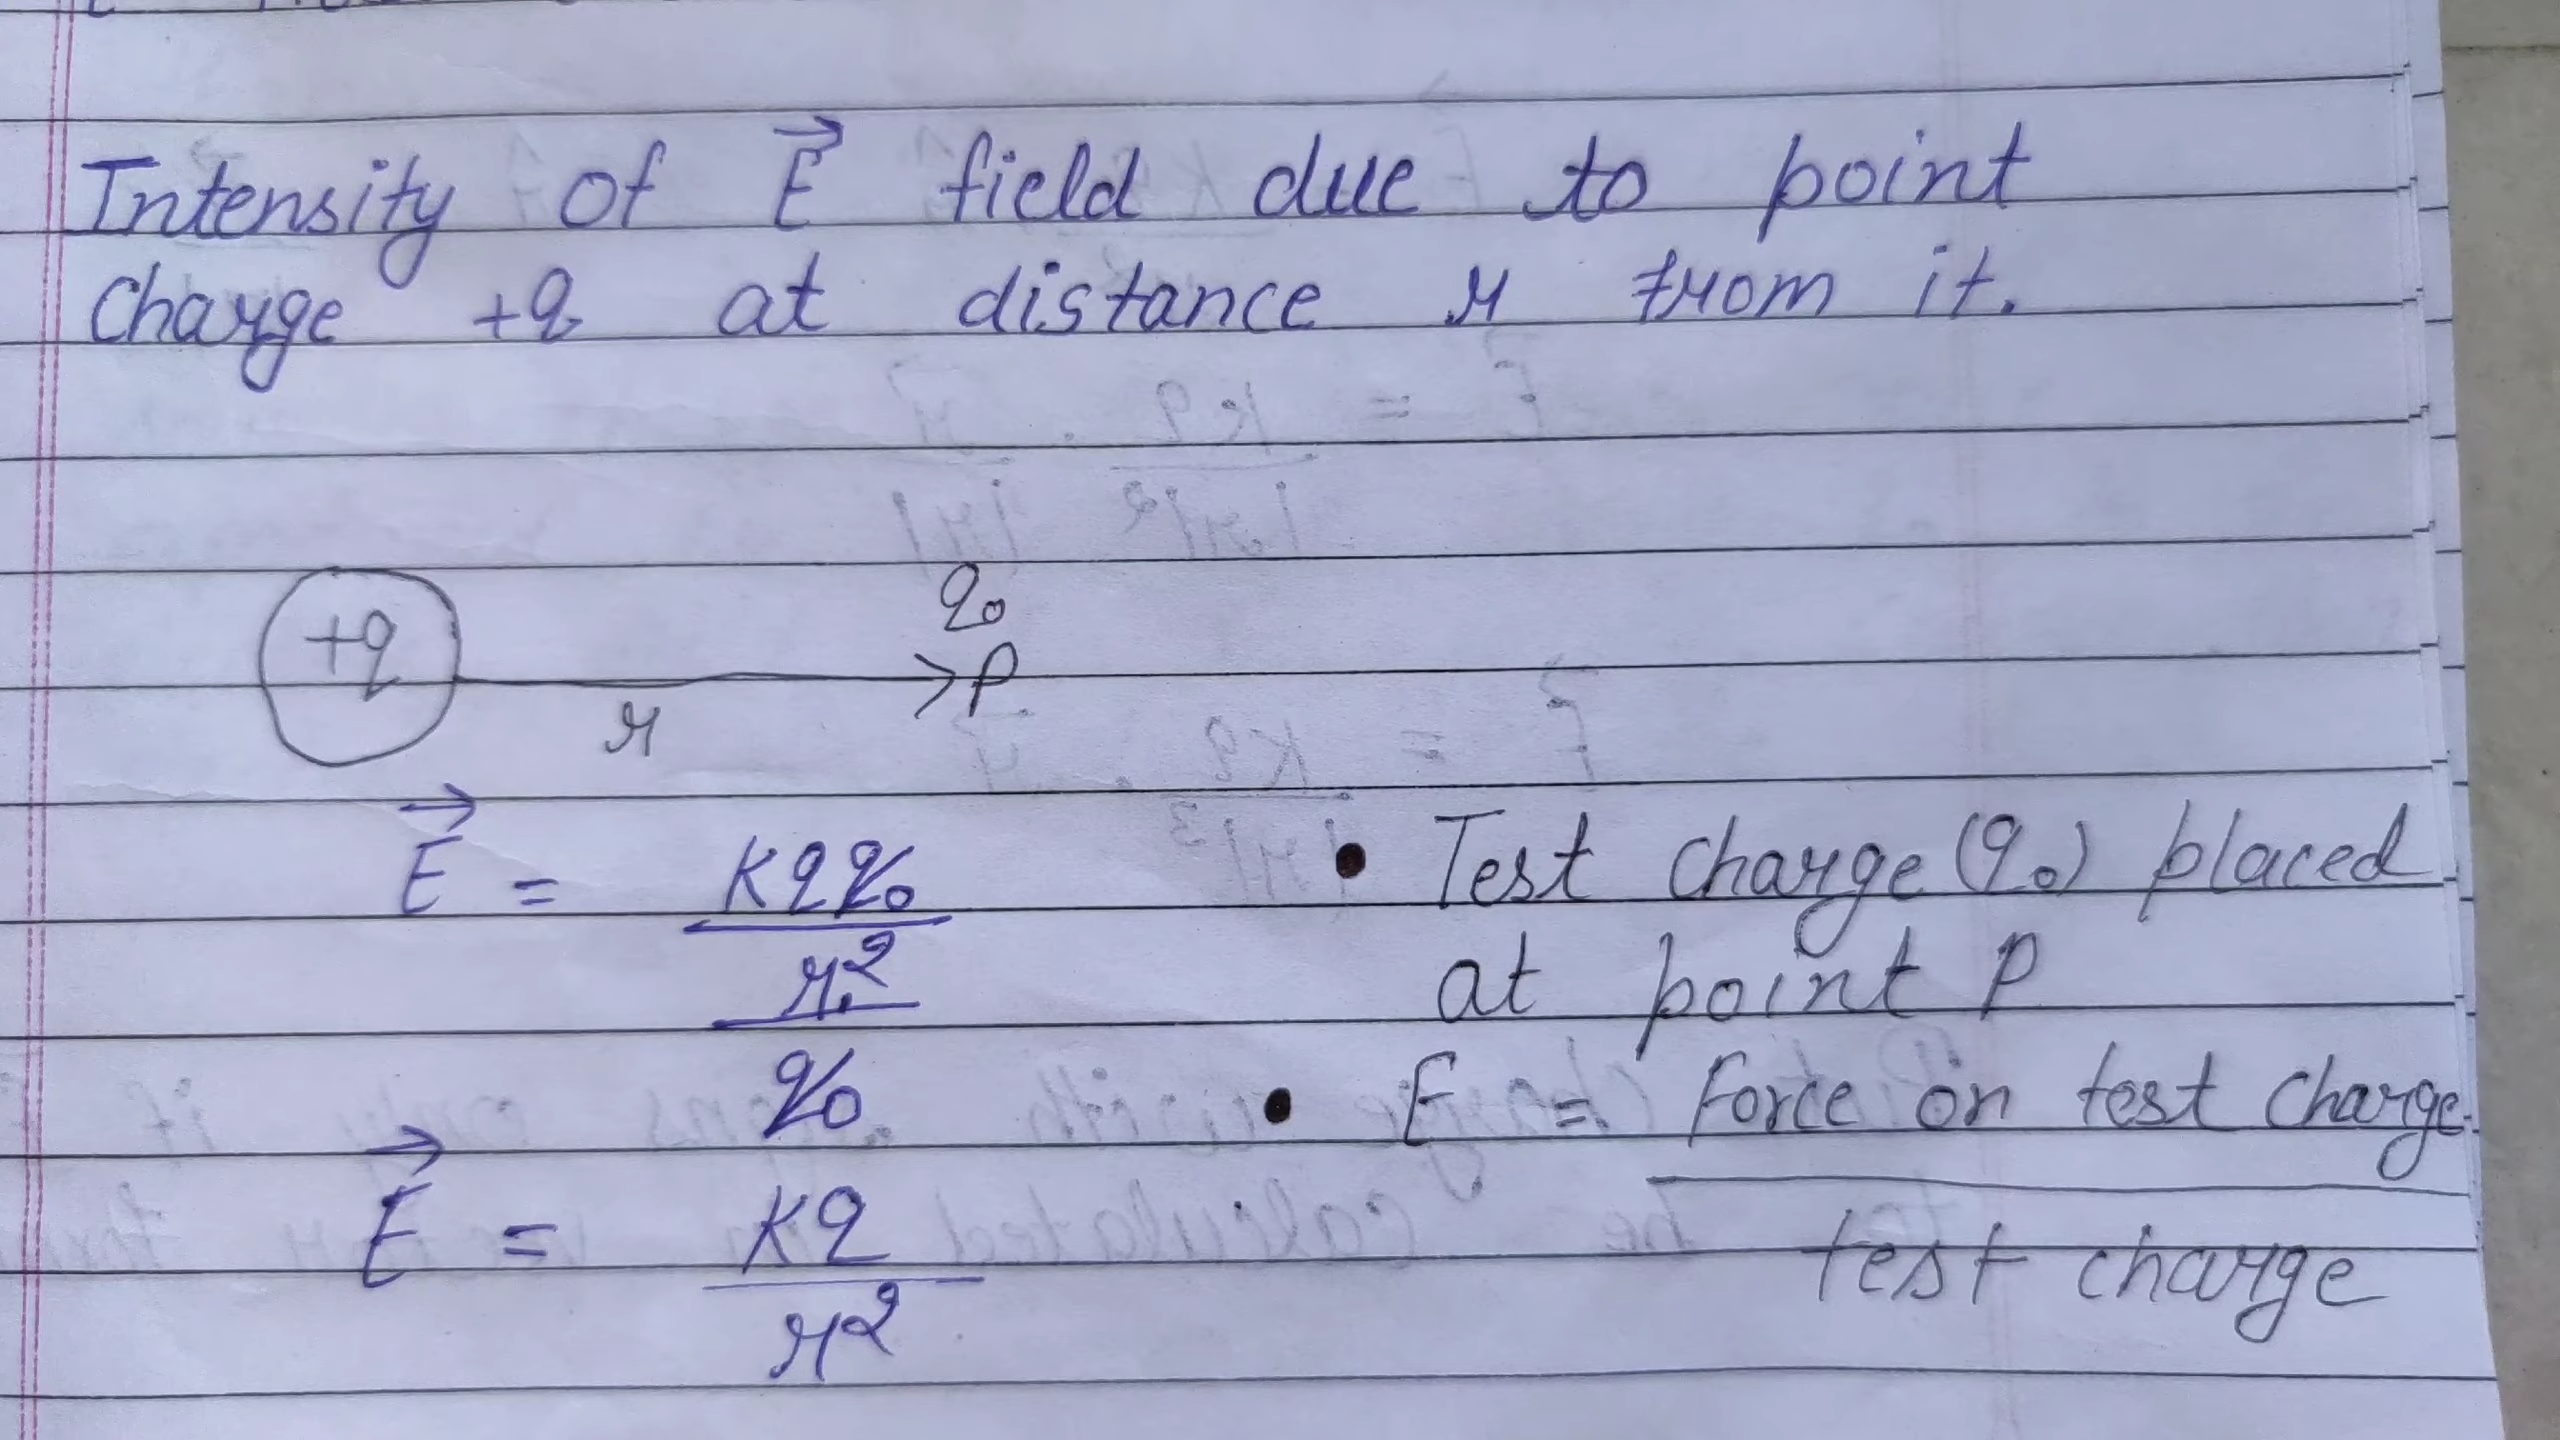 Intensity of E⃗ field due to point
charge +q at distance r from it.
+q
q₀
P
r
E⃗ = Kqq₀
r²
q₀
• Test charge (q₀) placed
at point P
• E = Force on test charge
test charge
E⃗ = Kq
r²